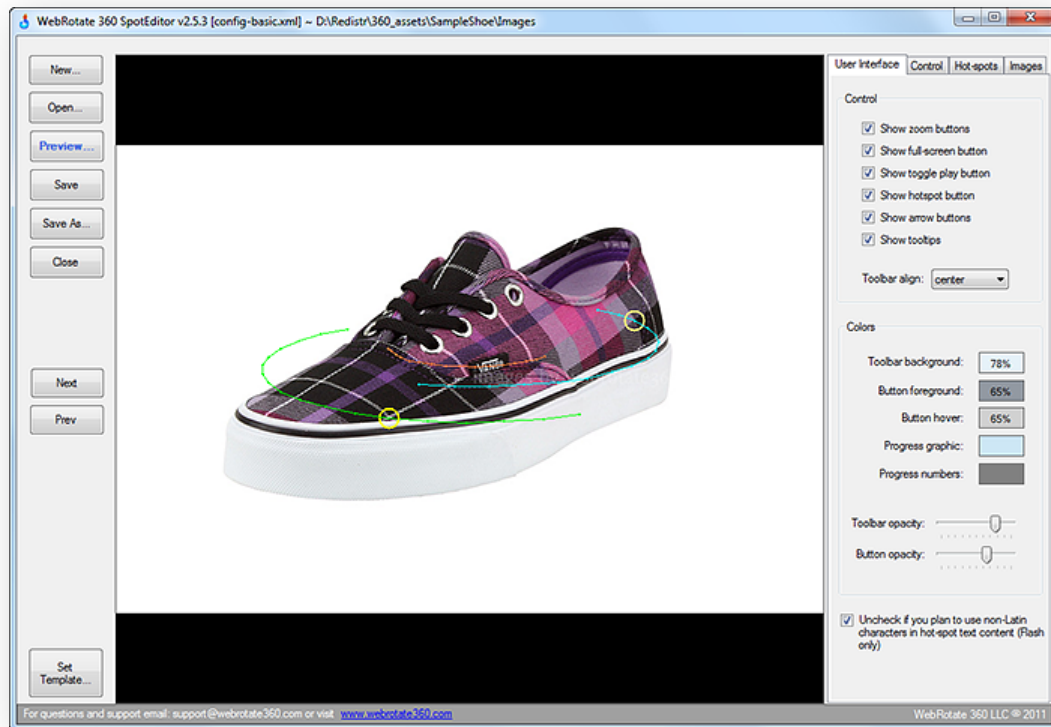 WebRotate 360 SpotEditor v2.5.3 [config-basic.xml] ~ D:\Redistr\360_assets\SampleShoe\Images
New...
Open...
Preview...
Save
Save As...
Close
Next
Prev
Set
Template...
VANS
User Interface
Control
Hot-spots
Images
Control
Show zoom buttons
Show full-screen button
Show toggle play button
Show hotspot button
Show arrow buttons
Show tooltips
Toolbar align: center
Colors
Toolbar background: 78%
Button foreground: 65%
Button hover: 65%
Progress graphic:
Progress numbers:
Toolbar opacity:
Button opacity:
Uncheck if you plan to use non-Latin
characters in hot-spot text content (Flash
only)
For questions and support email: support@webrotate360.com or visit www.webrotate360.com
WebRotate 360 LLC © 2011